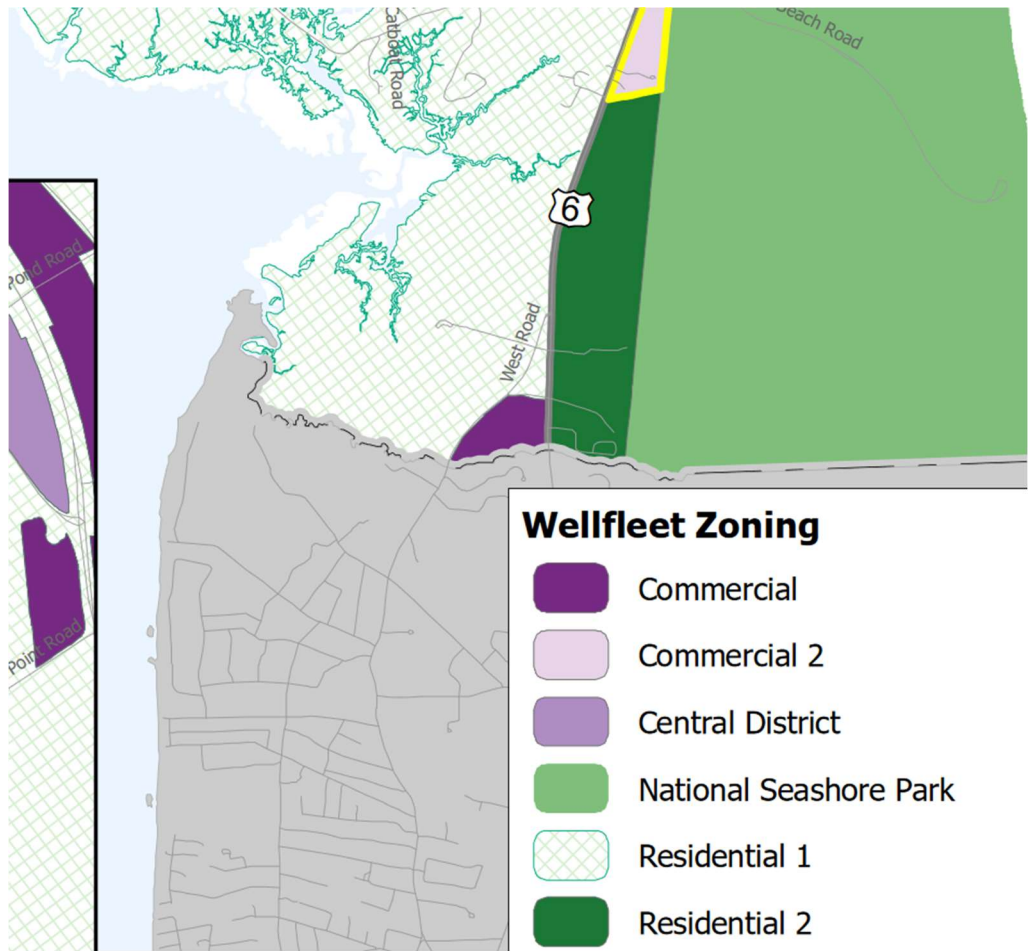 Beach Road
Catboat Road
6
Pond Road
West Road
Point Road
Wellfleet Zoning
Commercial
Commercial 2
Central District
National Seashore Park
Residential 1
Residential 2